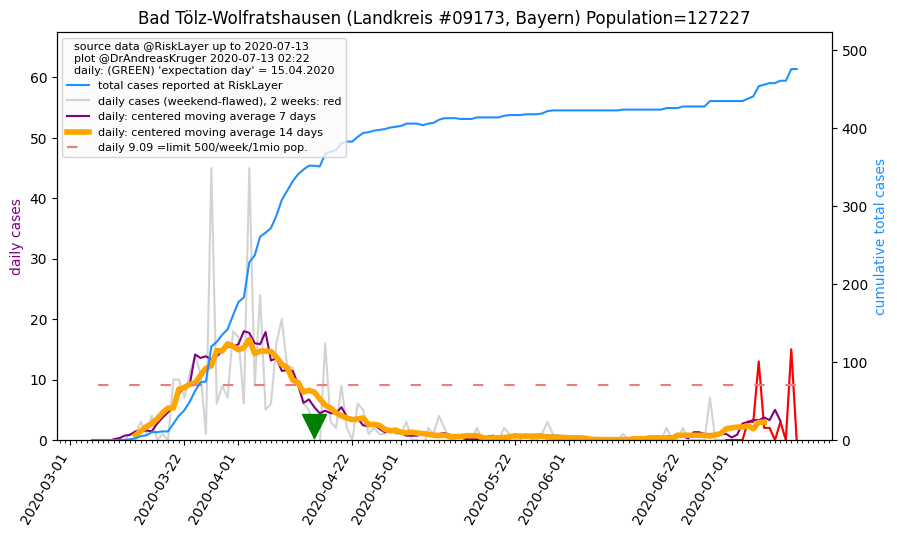 Bad Tölz-Wolfratshausen (Landkreis #09173, Bayern) Population=127227
source data @RiskLayer up to 2020-07-13
plot @DrAndreasKruger 2020-07-13 02:22
daily: (GREEN) 'expectation day' = 15.04.2020
total cases reported at RiskLayer
daily cases (weekend-flawed), 2 weeks: red
daily: centered moving average 7 days
daily: centered moving average 14 days
daily 9.09 =limit 500/week/1mio pop.
daily cases
60
50
40
30
20
10
0
500
400
300
200
100
0
cumulative total cases
2020-03-01
2020-03-22
2020-04-01
2020-04-22
2020-05-01
2020-05-22
2020-06-01
2020-06-22
2020-07-01